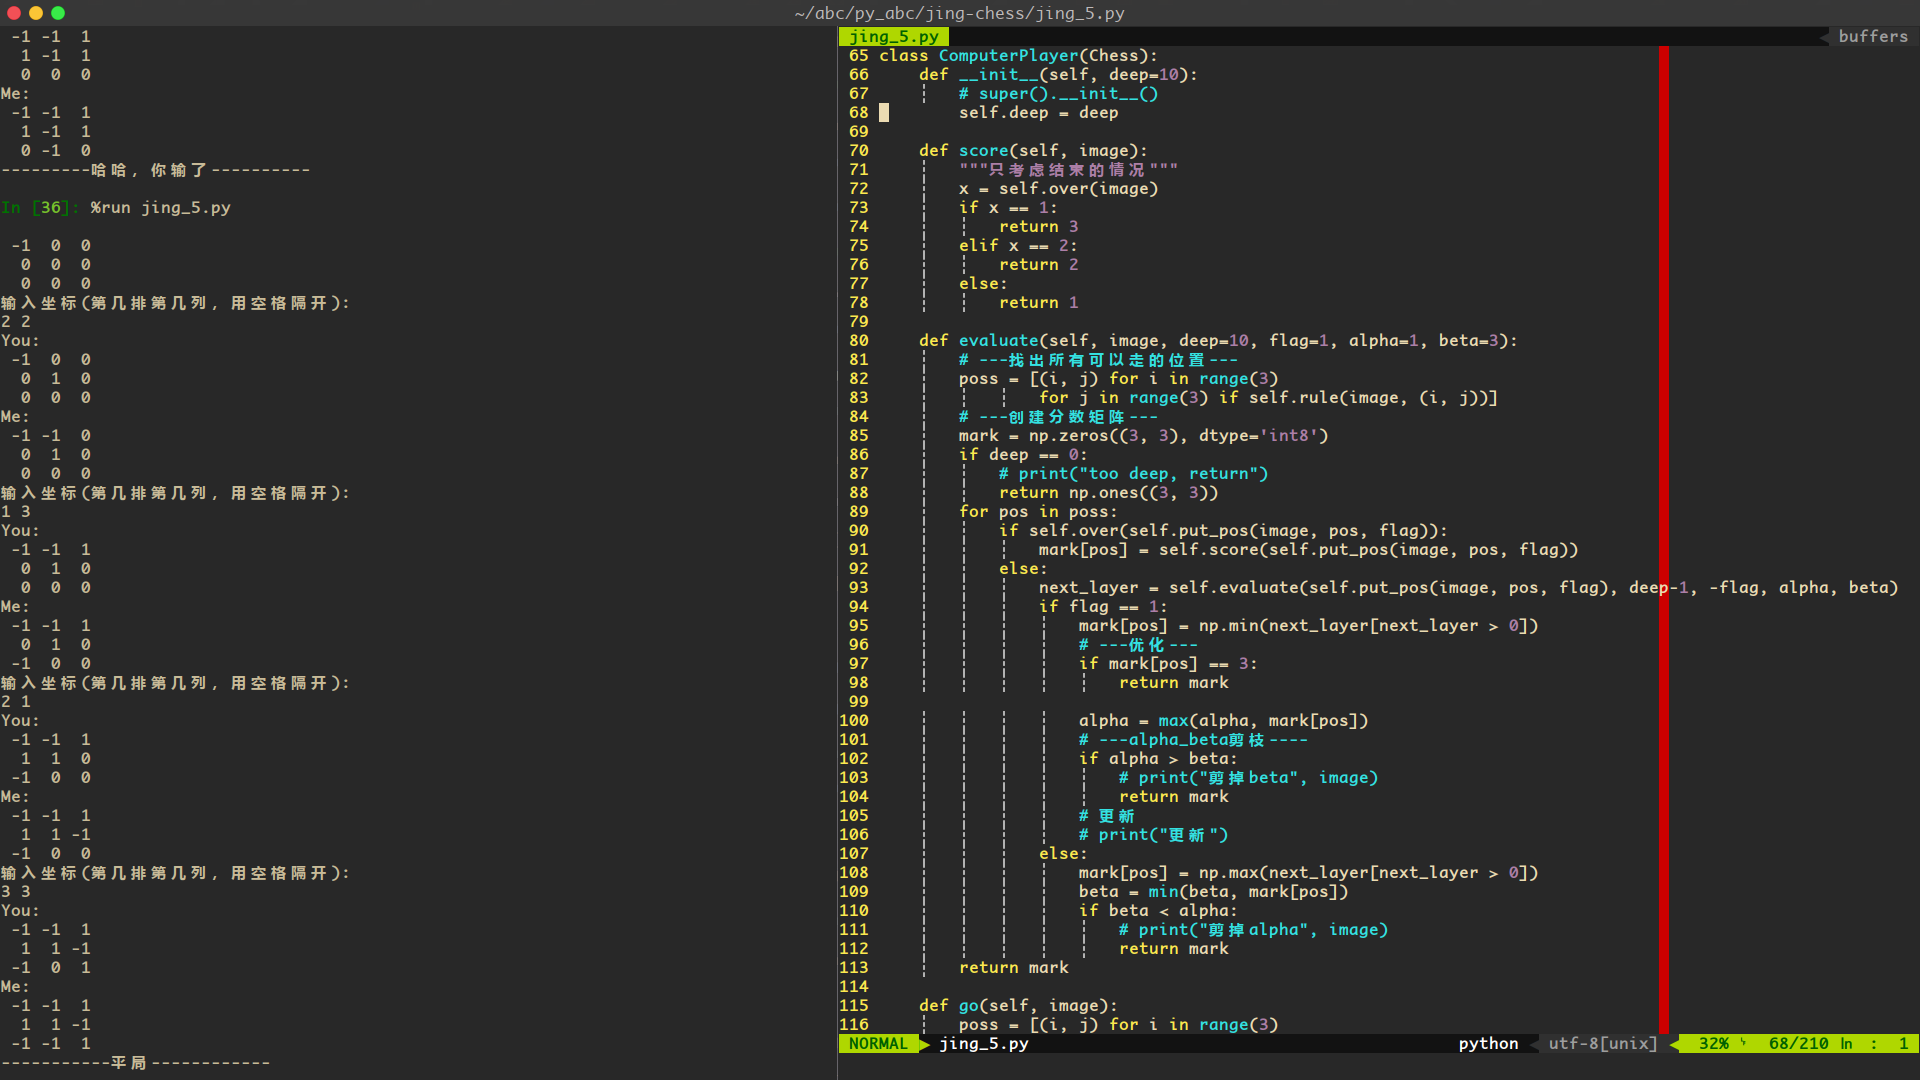 ~/abc/py_abc/jing-chess/jing_5.py
-1 -1  1
 1 -1  1
 0  0  0
Me:
-1 -1  1
 1 -1  1
 0 -1  0
---------哈哈, 你输了----------
In [36]: %run jing_5.py
-1  0  0
 0  0  0
 0  0  0
输入坐标(第几排第几列, 用空格隔开):
2 2
You:
-1  0  0
 0  1  0
 0  0  0
Me:
-1 -1  0
 0  1  0
 0  0  0
输入坐标(第几排第几列, 用空格隔开):
1 3
You:
-1 -1  1
 0  1  0
 0  0  0
Me:
-1 -1  1
 0  1  0
-1  0  0
输入坐标(第几排第几列, 用空格隔开):
2 1
You:
-1 -1  1
 1  1  0
-1  0  0
Me:
-1 -1  1
 1  1 -1
-1  0  0
输入坐标(第几排第几列, 用空格隔开):
3 3
You:
-1 -1  1
 1  1 -1
-1  0  1
Me:
-1 -1  1
 1  1 -1
-1 -1  1
-----------平局------------
jing_5.py buffers
65 class ComputerPlayer(Chess):
66     def __init__(self, deep=10):
67         # super().__init__()
68         self.deep = deep
69
70     def score(self, image):
71         """只考虑结束的情况"""
72         x = self.over(image)
73         if x == 1:
74             return 3
75         elif x == 2:
76             return 2
77         else:
78             return 1
79
80     def evaluate(self, image, deep=10, flag=1, alpha=1, beta=3):
81         # ---找出所有可以走的位置---
82         poss = [(i, j) for i in range(3)
83                 for j in range(3) if self.rule(image, (i, j))]
84         # ---创建分数矩阵---
85         mark = np.zeros((3, 3), dtype='int8')
86         if deep == 0:
87             # print("too deep, return")
88             return np.ones((3, 3))
89         for pos in poss:
90             if self.over(self.put_pos(image, pos, flag)):
91                 mark[pos] = self.score(self.put_pos(image, pos, flag))
92             else:
93                 next_layer = self.evaluate(self.put_pos(image, pos, flag), deep-1, -flag, alpha, beta)
94                 if flag == 1:
95                     mark[pos] = np.min(next_layer[next_layer > 0])
96                     # ---优化---
97                     if mark[pos] == 3:
98                         return mark
99
100                     alpha = max(alpha, mark[pos])
101                     # ---alpha_beta剪枝----
102                     if alpha > beta:
103                         # print("剪掉beta", image)
104                         return mark
105                     # 更新
106                     # print("更新")
107                 else:
108                     mark[pos] = np.max(next_layer[next_layer > 0])
109                     beta = min(beta, mark[pos])
110                     if beta < alpha:
111                         # print("剪掉alpha", image)
112                         return mark
113         return mark
114
115     def go(self, image):
116         poss = [(i, j) for i in range(3)
NORMAL jing_5.py python utf-8[unix] 32% ϟ 68/210 ln : 1